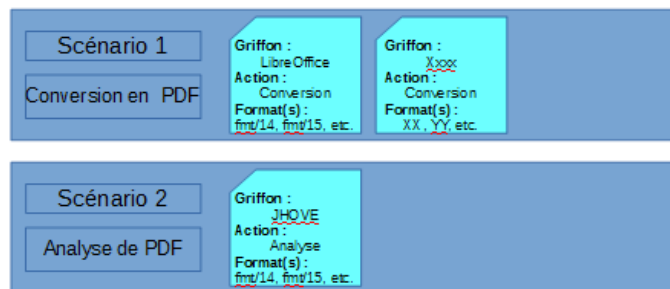 Scénario 1
Conversion en PDF
Griffon :
LibreOffice
Action :
Conversion
Format(s) :
fmt/14, fmt/15, etc.
Griffon :
Xxxx
Action :
Conversion
Format(s) :
XX , YY, etc.
Scénario 2
Analyse de PDF
Griffon :
JHOVE
Action :
Analyse
Format(s) :
fmt/14, fmt/15, etc.